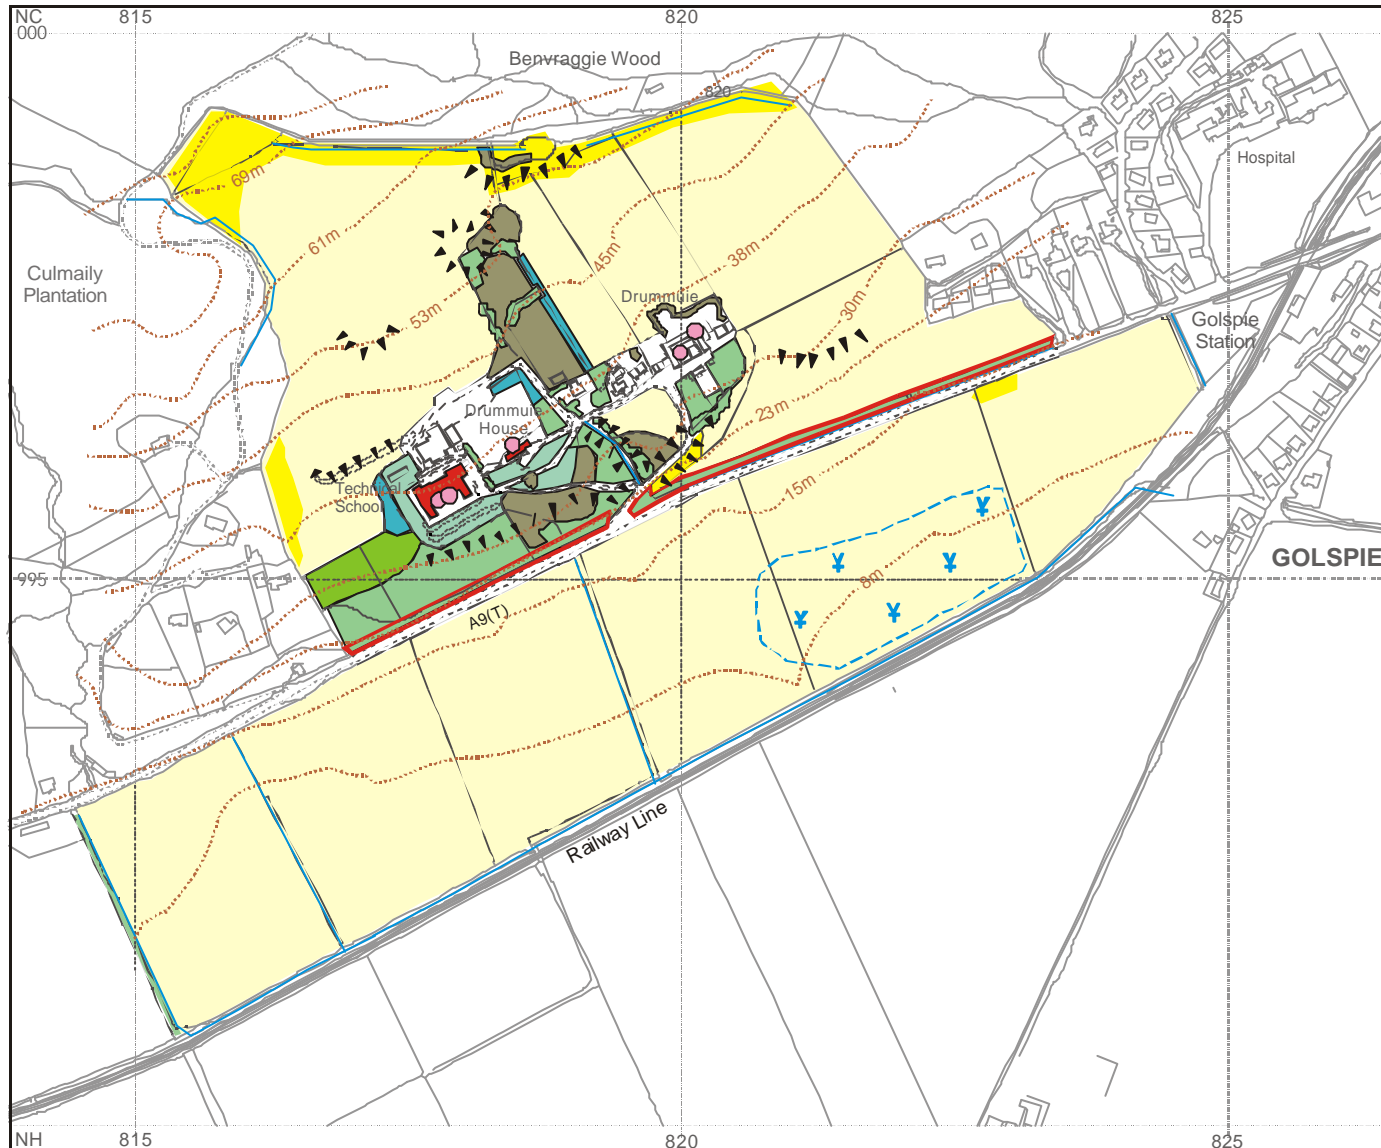 NC
815
820
825
000
Benvraggie Wood
820
Hospital
69m
61m
45m
38m
Culmaily
Plantation
53m
Drummuie
30m
Golspie
Station
Drummuie
House
23m
Technical
School
15m
995
8m
GOLSPIE
A9(T)
Railway Line
NH
815
820
825